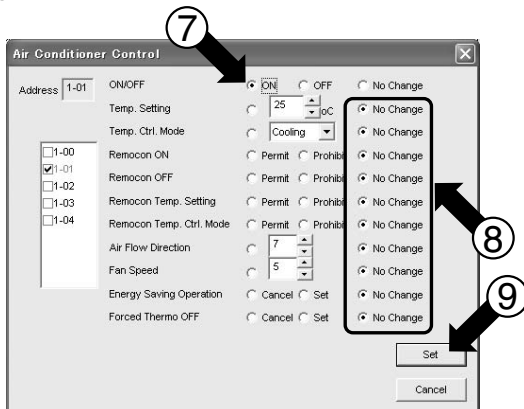 7
Air Conditioner Control
Address 1-01 ON/OFF ON OFF No Change
Temp. Setting 25 oC No Change
Temp. Ctrl. Mode Cooling No Change
1-00 Remocon ON Permit Prohibi No Change
1-01 Remocon OFF Permit Prohibi No Change
1-02
1-03 Remocon Temp. Setting Permit Prohibi No Change
1-04 Remocon Temp. Ctrl. Mode Permit Prohibi No Change
8
Air Flow Direction 7 No Change
Fan Speed 5 No Change
Energy Saving Operation Cancel Set No Change
9
Forced Thermo OFF Cancel Set No Change
Set
Cancel